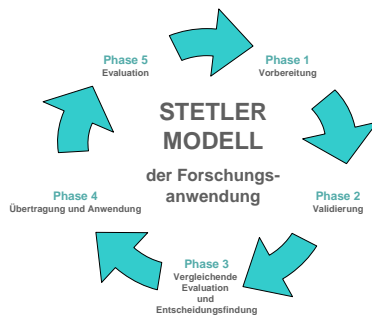 Phase 5
Evaluation
Phase 1
Vorbereitung
STETLER
MODELL
der Forschungs-
anwendung
Phase 4
Übertragung und Anwendung
Phase 2
Validierung
Phase 3
Vergleichende
Evaluation
und
Entscheidungsfindung